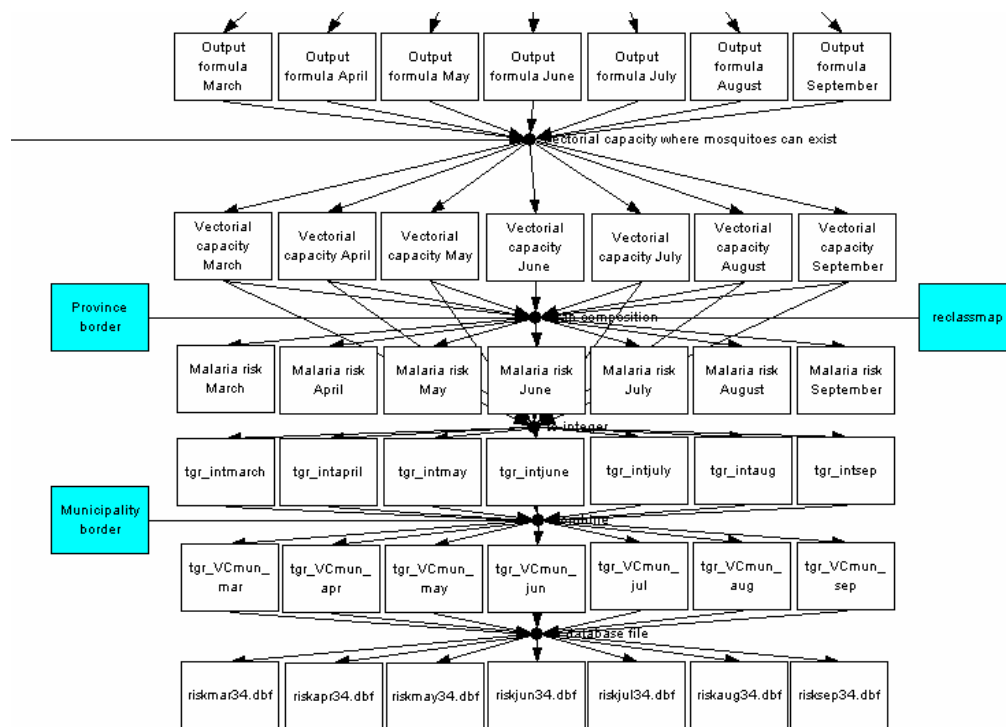 Output
formula
March
Output
formula April
Output
formula May
Output
formula June
Output
formula July
Output
formula
August
Output
formula
September
vectorial capacity where mosquitoes can exist
Vectorial
capacity
March
Vectorial
capacity April
Vectorial
capacity May
Vectorial
capacity
June
Vectorial
capacity July
Vectorial
capacity
August
Vectorial
capacity
September
Province
border
composition
reclassmap
Malaria risk
March
Malaria risk
April
Malaria risk
May
Malaria risk
June
Malaria risk
July
Malaria risk
August
Malaria risk
September
integer
tgr_intmarch
tgr_intapril
tgr_intmay
tgr_intjune
tgr_intjuly
tgr_intaug
tgr_intsep
Municipality
border
tgr_VCmun_
mar
tgr_VCmun_
apr
tgr_VCmun_
may
tgr_VCmun_
jun
tgr_VCmun_
jul
tgr_VCmun_
aug
tgr_VCmun_
sep
database file
riskmar34.dbf
riskapr34.dbf
riskmay34.dbf
riskjun34.dbf
riskjul34.dbf
riskaug34.dbf
risksep34.dbf